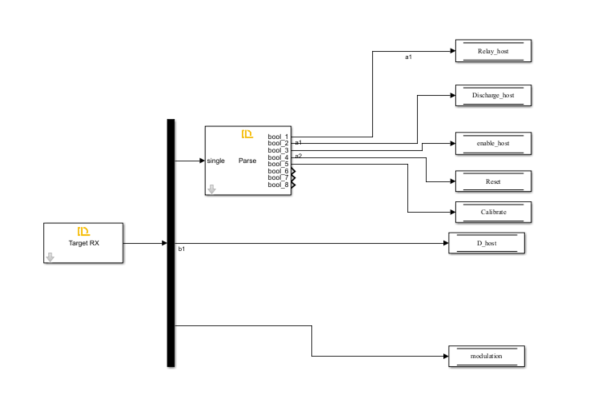 Relay_host
a1
Discharge_host
single
Parse
bool_1
bool_2
bool_3
bool_4
bool_5
bool_6
bool_7
bool_8
a1
a2
enable_host
Reset
Calibrate
Target RX
b1
D_host
modulation